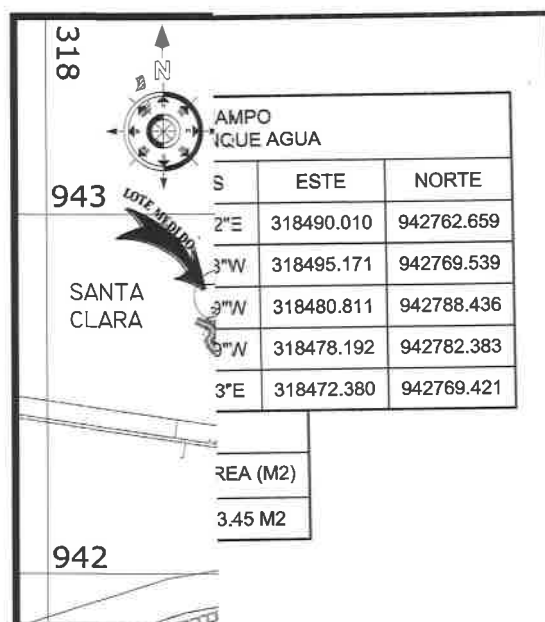 318
N
AMPO
NQUE AGUA
S ESTE NORTE
943
2"E 318490.010 942762.659
LOTE MEDIDO
3"W 318495.171 942769.539
SANTA
CLARA
9"W 318480.811 942788.436
9"W 318478.192 942782.383
3"E 318472.380 942769.421
REA (M2)
3.45 M2
942